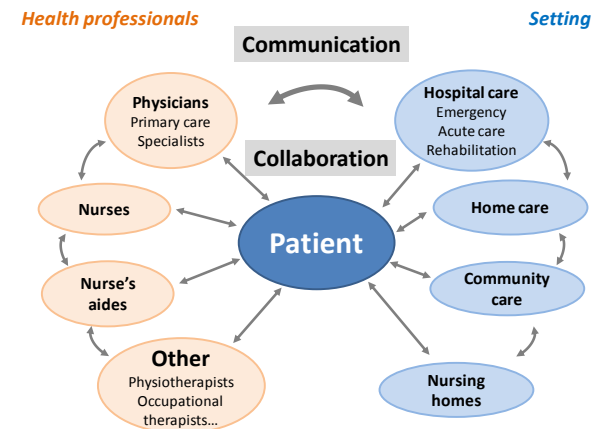 Health professionals
Setting
Communication
Physicians
Primary care
Specialists
Hospital care
Emergency
Acute care
Rehabilitation
Collaboration
Nurses
Home care
Patient
Nurse’s
aides
Community
care
Other
Physiotherapists
Occupational
therapists…
Nursing
homes